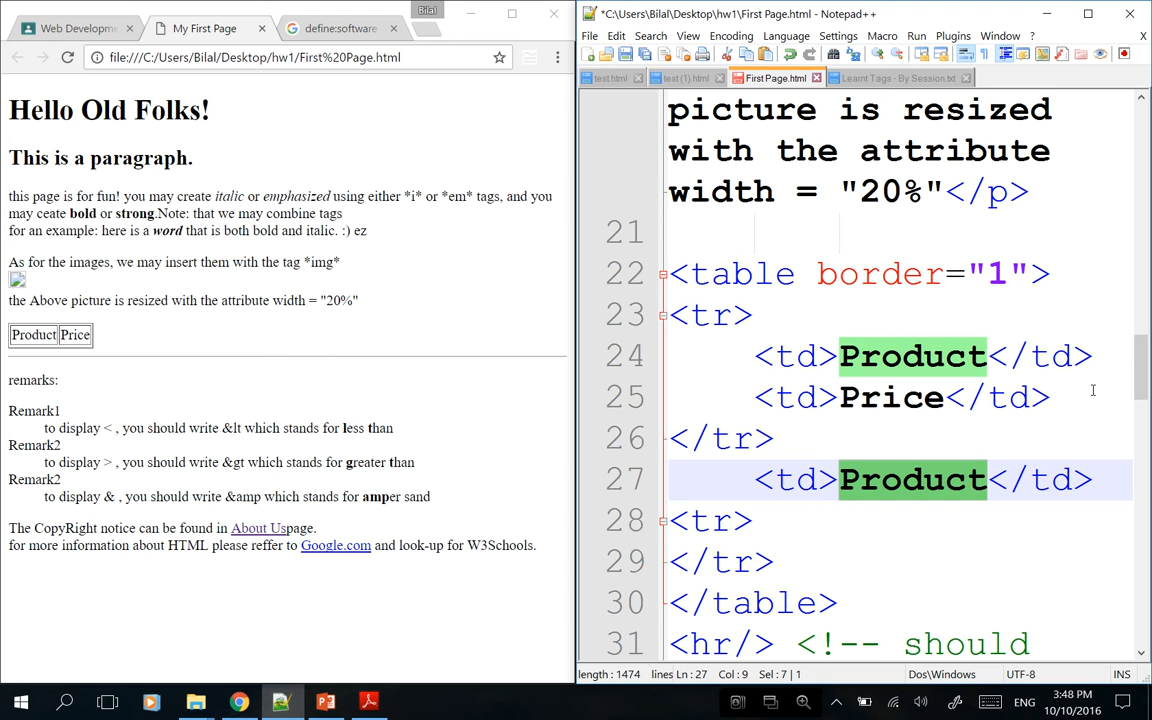 Bilal
Web Developm
My First Page
define:software
file:///C:/Users/Bilal/Desktop/hw1/First%20Page.html
Hello Old Folks!
This is a paragraph.
this page is for fun! you may create italic or emphasized using either *i* or *em* tags, and you
may ceate bold or strong.Note: that we may combine tags
for an example: here is a word that is both bold and italic. :) ez
As for the images, we may insert them with the tag *img*
the Above picture is resized with the attribute width = "20%"
Product Price
remarks:
Remark1
to display < , you should write &lt which stands for less than
Remark2
to display > , you should write &gt which stands for greater than
Remark2
to display & , you should write &amp which stands for amper sand
The CopyRight notice can be found in About Uspage.
for more information about HTML please reffer to Google.com and look-up for W3Schools.
*C:\Users\Bilal\Desktop\hw1\First Page.html - Notepad++
File Edit Search View Encoding Language Settings Macro Run Plugins Window ? X
test.html test (1).html First Page.html Learnt Tags - By Session.txt
picture is resized
with the attribute
width = "20%"</p>
21
22 <table border="1">
23 <tr>
24 <td>Product</td>
25 <td>Price</td>
26 </tr>
27 <td>Product</td>
28 <tr>
29 </tr>
30 </table>
31 <hr/> <!-- should
length : 1474 lines Ln : 27 Col : 9 Sel : 7 | 1 Dos\Windows UTF-8 INS
ENG
3:48 PM
10/10/2016